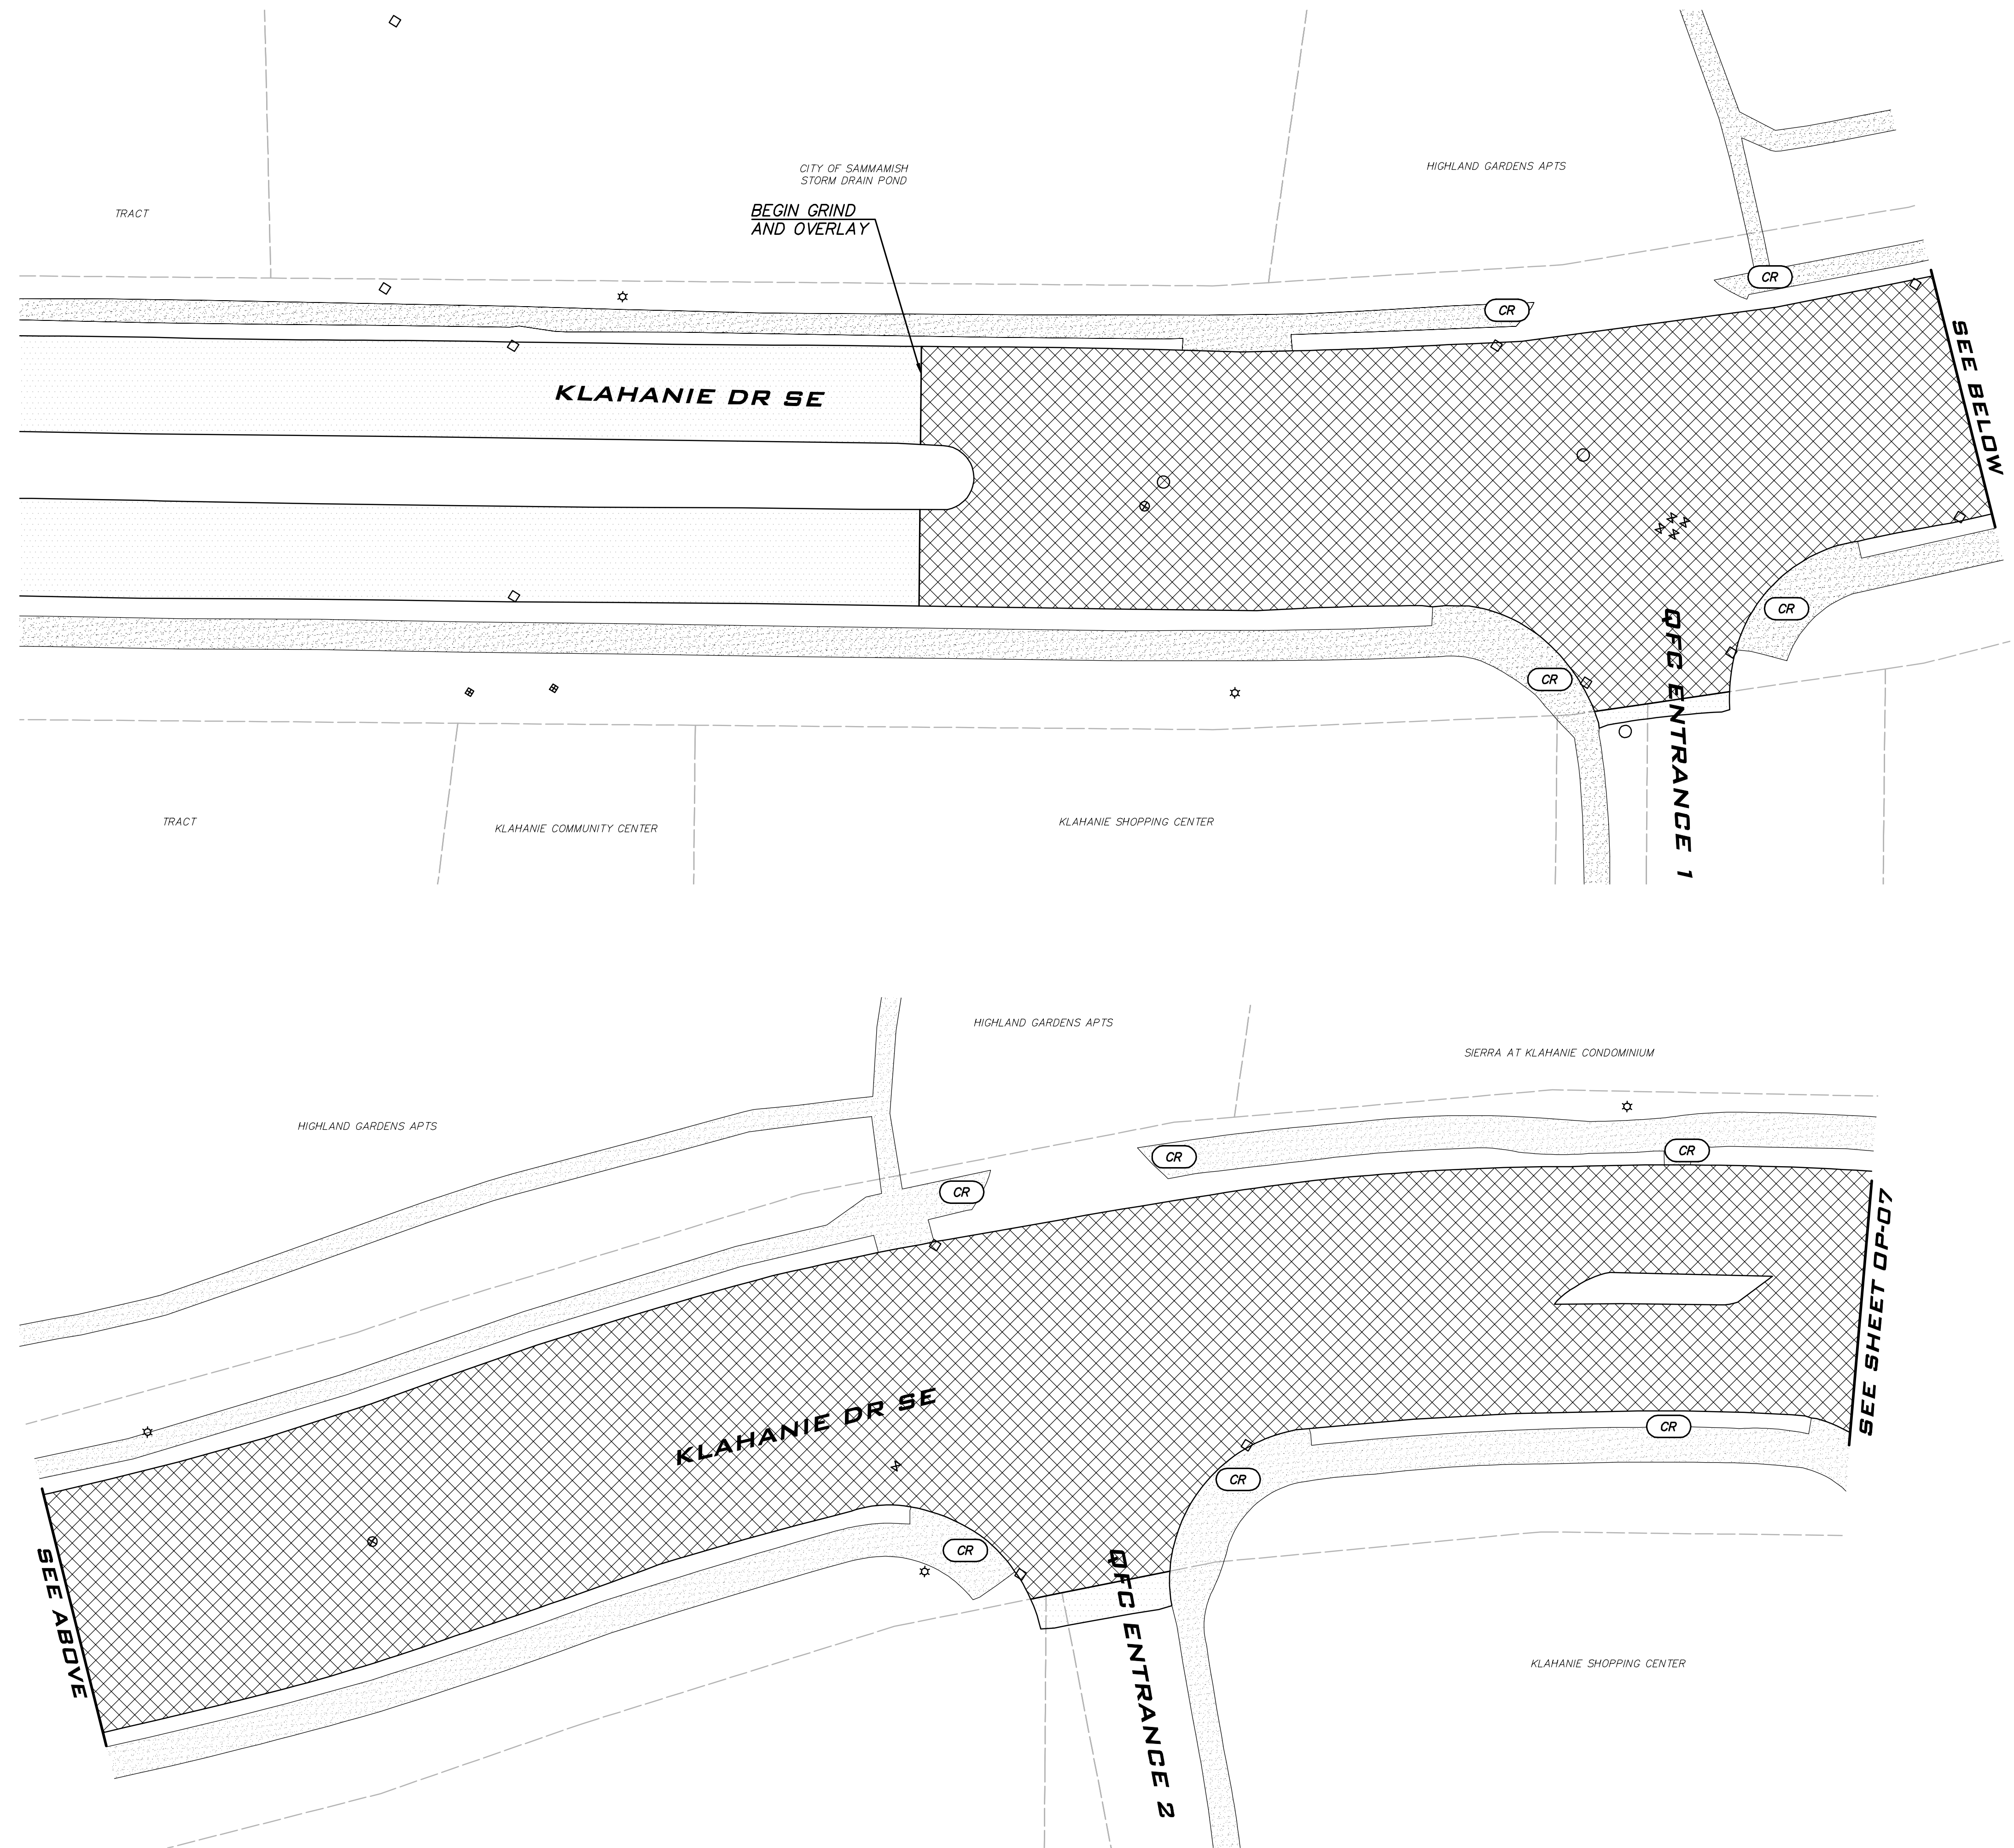 CITY OF SAMMAMISH
STORM DRAIN POND
HIGHLAND GARDENS APTS
TRACT
BEGIN GRIND
AND OVERLAY
CR
CR
SEE BELOW
KLAHANIE DR SE
CR
CR
QFC ENTRANCE 1
TRACT
KLAHANIE COMMUNITY CENTER
KLAHANIE SHOPPING CENTER
HIGHLAND GARDENS APTS
SIERRA AT KLAHANIE CONDOMINIUM
HIGHLAND GARDENS APTS
CR
CR
CR
SEE SHEET OP-07
KLAHANIE DR SE
CR
CR
CR
SEE ABOVE
QFC ENTRANCE 2
KLAHANIE SHOPPING CENTER